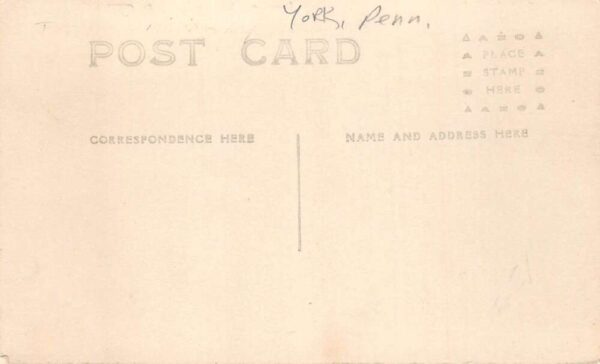 York, Penn.
POST CARD
PLACE
STAMP
HERE
CORRESPONDENCE HERE
NAME AND ADDRESS HERE